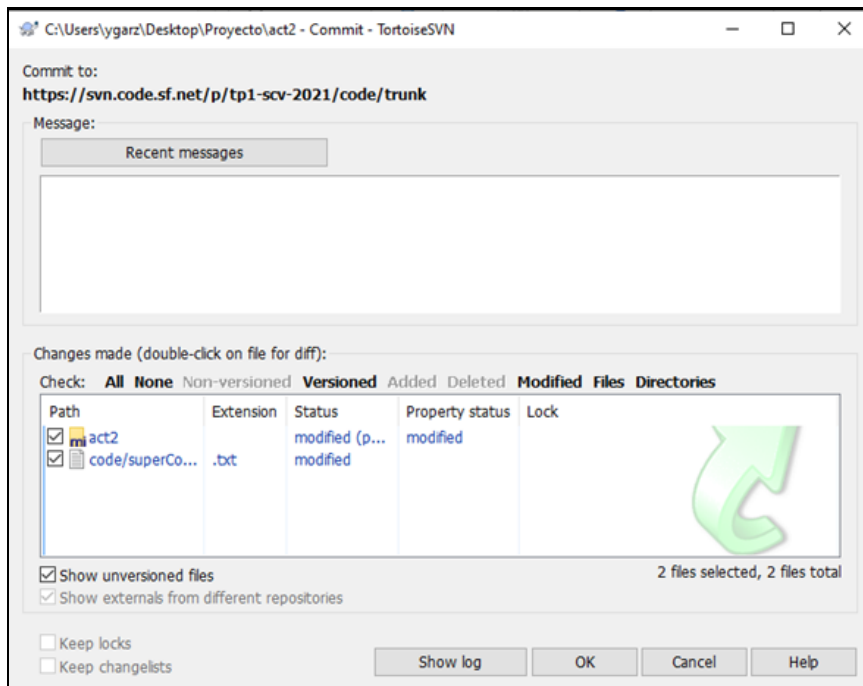 C:\Users\ygarz\Desktop\Proyecto\act2 - Commit - TortoiseSVN
Commit to:
https://svn.code.sf.net/p/tp1-scv-2021/code/trunk
Message:
Recent messages
Changes made (double-click on file for diff):
Check: All None Non-versioned Versioned Added Deleted Modified Files Directories
Path Extension Status Property status Lock
act2 modified (p... modified
code/superCo... .txt modified
Show unversioned files
2 files selected, 2 files total
Show externals from different repositories
Keep locks
Keep changelists
Show log OK Cancel Help